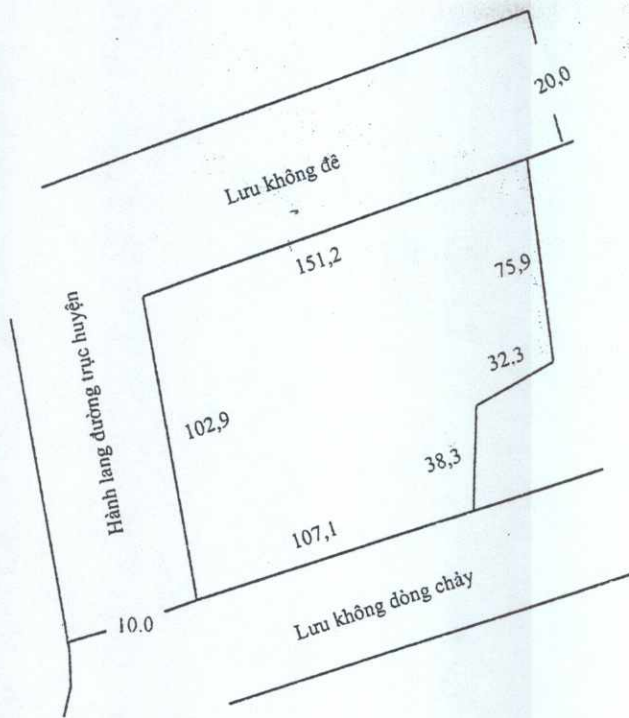 20,0
Lưu không đê
151,2
75,9
Hành lang đường trục huyện
32.3
102,9
38,3
107,1
10.0
Lưu không dòng chảy